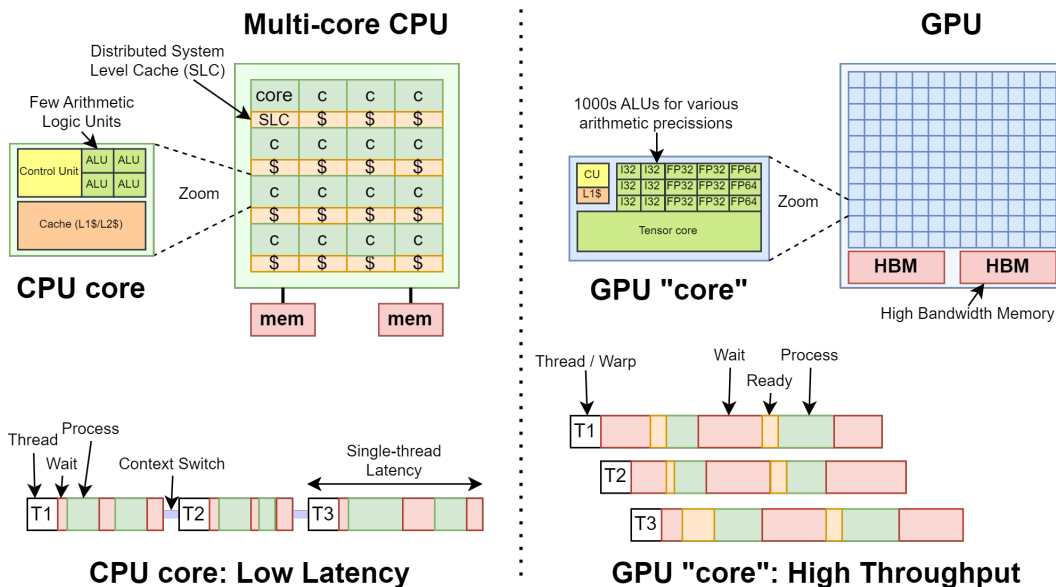 Multi-core CPU
Distributed System
Level Cache (SLC)
Few Arithmetic
Logic Units
Control Unit
ALU ALU
ALU ALU
Cache (L1$/L2$)
Zoom
CPU core
core c c c
SLC $ $ $
c c c c
$ $ $ $
c c c c
$ $ $ $
c c c c
$ $ $ $
mem mem
Thread
Process
Wait
Context Switch
Single-thread
Latency
T1 T2 T3
CPU core: Low Latency
GPU
1000s ALUs for various
arithmetic precissions
CU
L1$
I32 I32 FP32 FP32 FP64
I32 I32 FP32 FP32 FP64
I32 I32 FP32 FP32 FP64
Tensor core
Zoom
GPU "core"
HBM HBM
High Bandwidth Memory
Thread / Warp
Wait
Process
Ready
T1
T2
T3
GPU "core": High Throughput